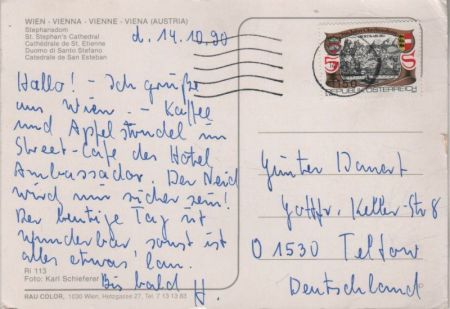 WIEN - VIENNA - VIENNE - VIENA (AUSTRIA)
Stephansdom
St. Stephen's Cathedral
Cathédrale de St. Etienne
Duomo di Santo Stefano
Catedrale de San Esteban
d. 14.10.90
Hallo! - Ich grüße
aus Wien. - Kaffee
und Apfelstrudel im
Street-Cafe des Hotel
Ambassador. Der Neid
wird mir sicher sein!
Der heutige Tag ist
wunderbar, sonst ist
alles etwas lau.
Bis bald H.
RI 113
Foto: Karl Schieferer
RAU COLOR, 1030 Wien, Hetzgasse 27, Tel. 7 13 13 83
REPUBLIK ÖSTERREICH
Günter
Gottfr.-Keller-Str 8
O 1530 Teltow
Deutschland